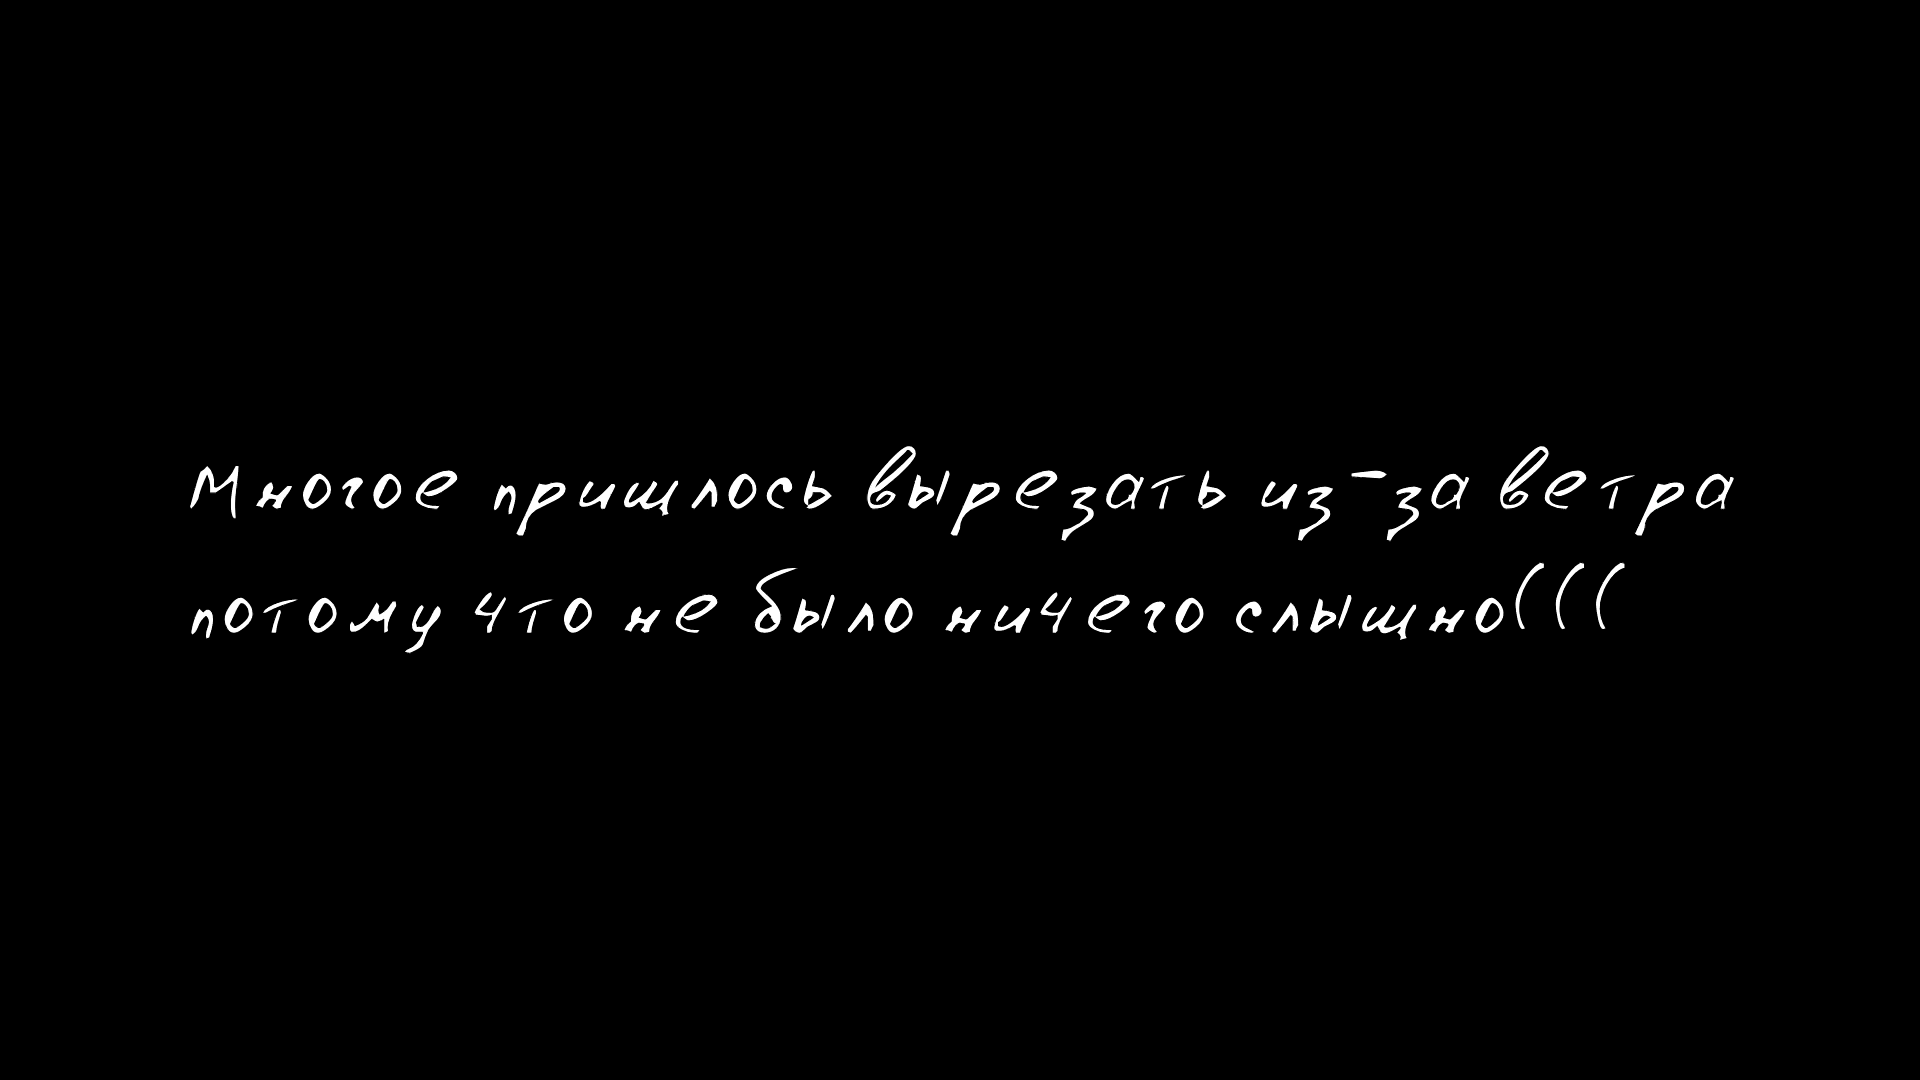 Многое пришлось вырезать из-за ветра
потому что не было ничего слышно(((